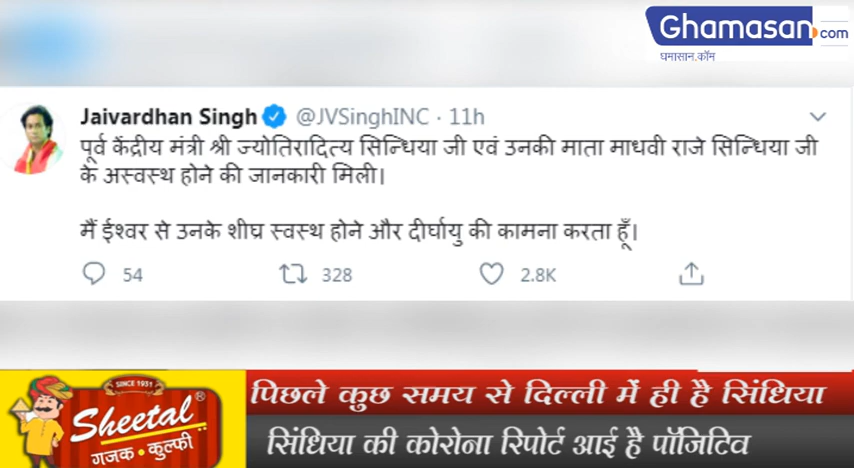 Ghamasan.com
घमासान.कॉम
Jaivardhan Singh @JVSinghINC · 11h
पूर्व केंद्रीय मंत्री श्री ज्योतिरादित्य सिन्धिया जी एवं उनकी माता माधवी राजे सिन्धिया जी
के अस्वस्थ होने की जानकारी मिली।
मैं ईश्वर से उनके शीघ्र स्वस्थ होने और दीर्घायु की कामना करता हूँ।
54 328 2.8K
SINCE 1951
Sheetal®
गजक • कुल्फी
पिछले कुछ समय से दिल्ली में ही है सिंधिया
सिंधिया की कोरोना रिपोर्ट आई है पॉजिटिव